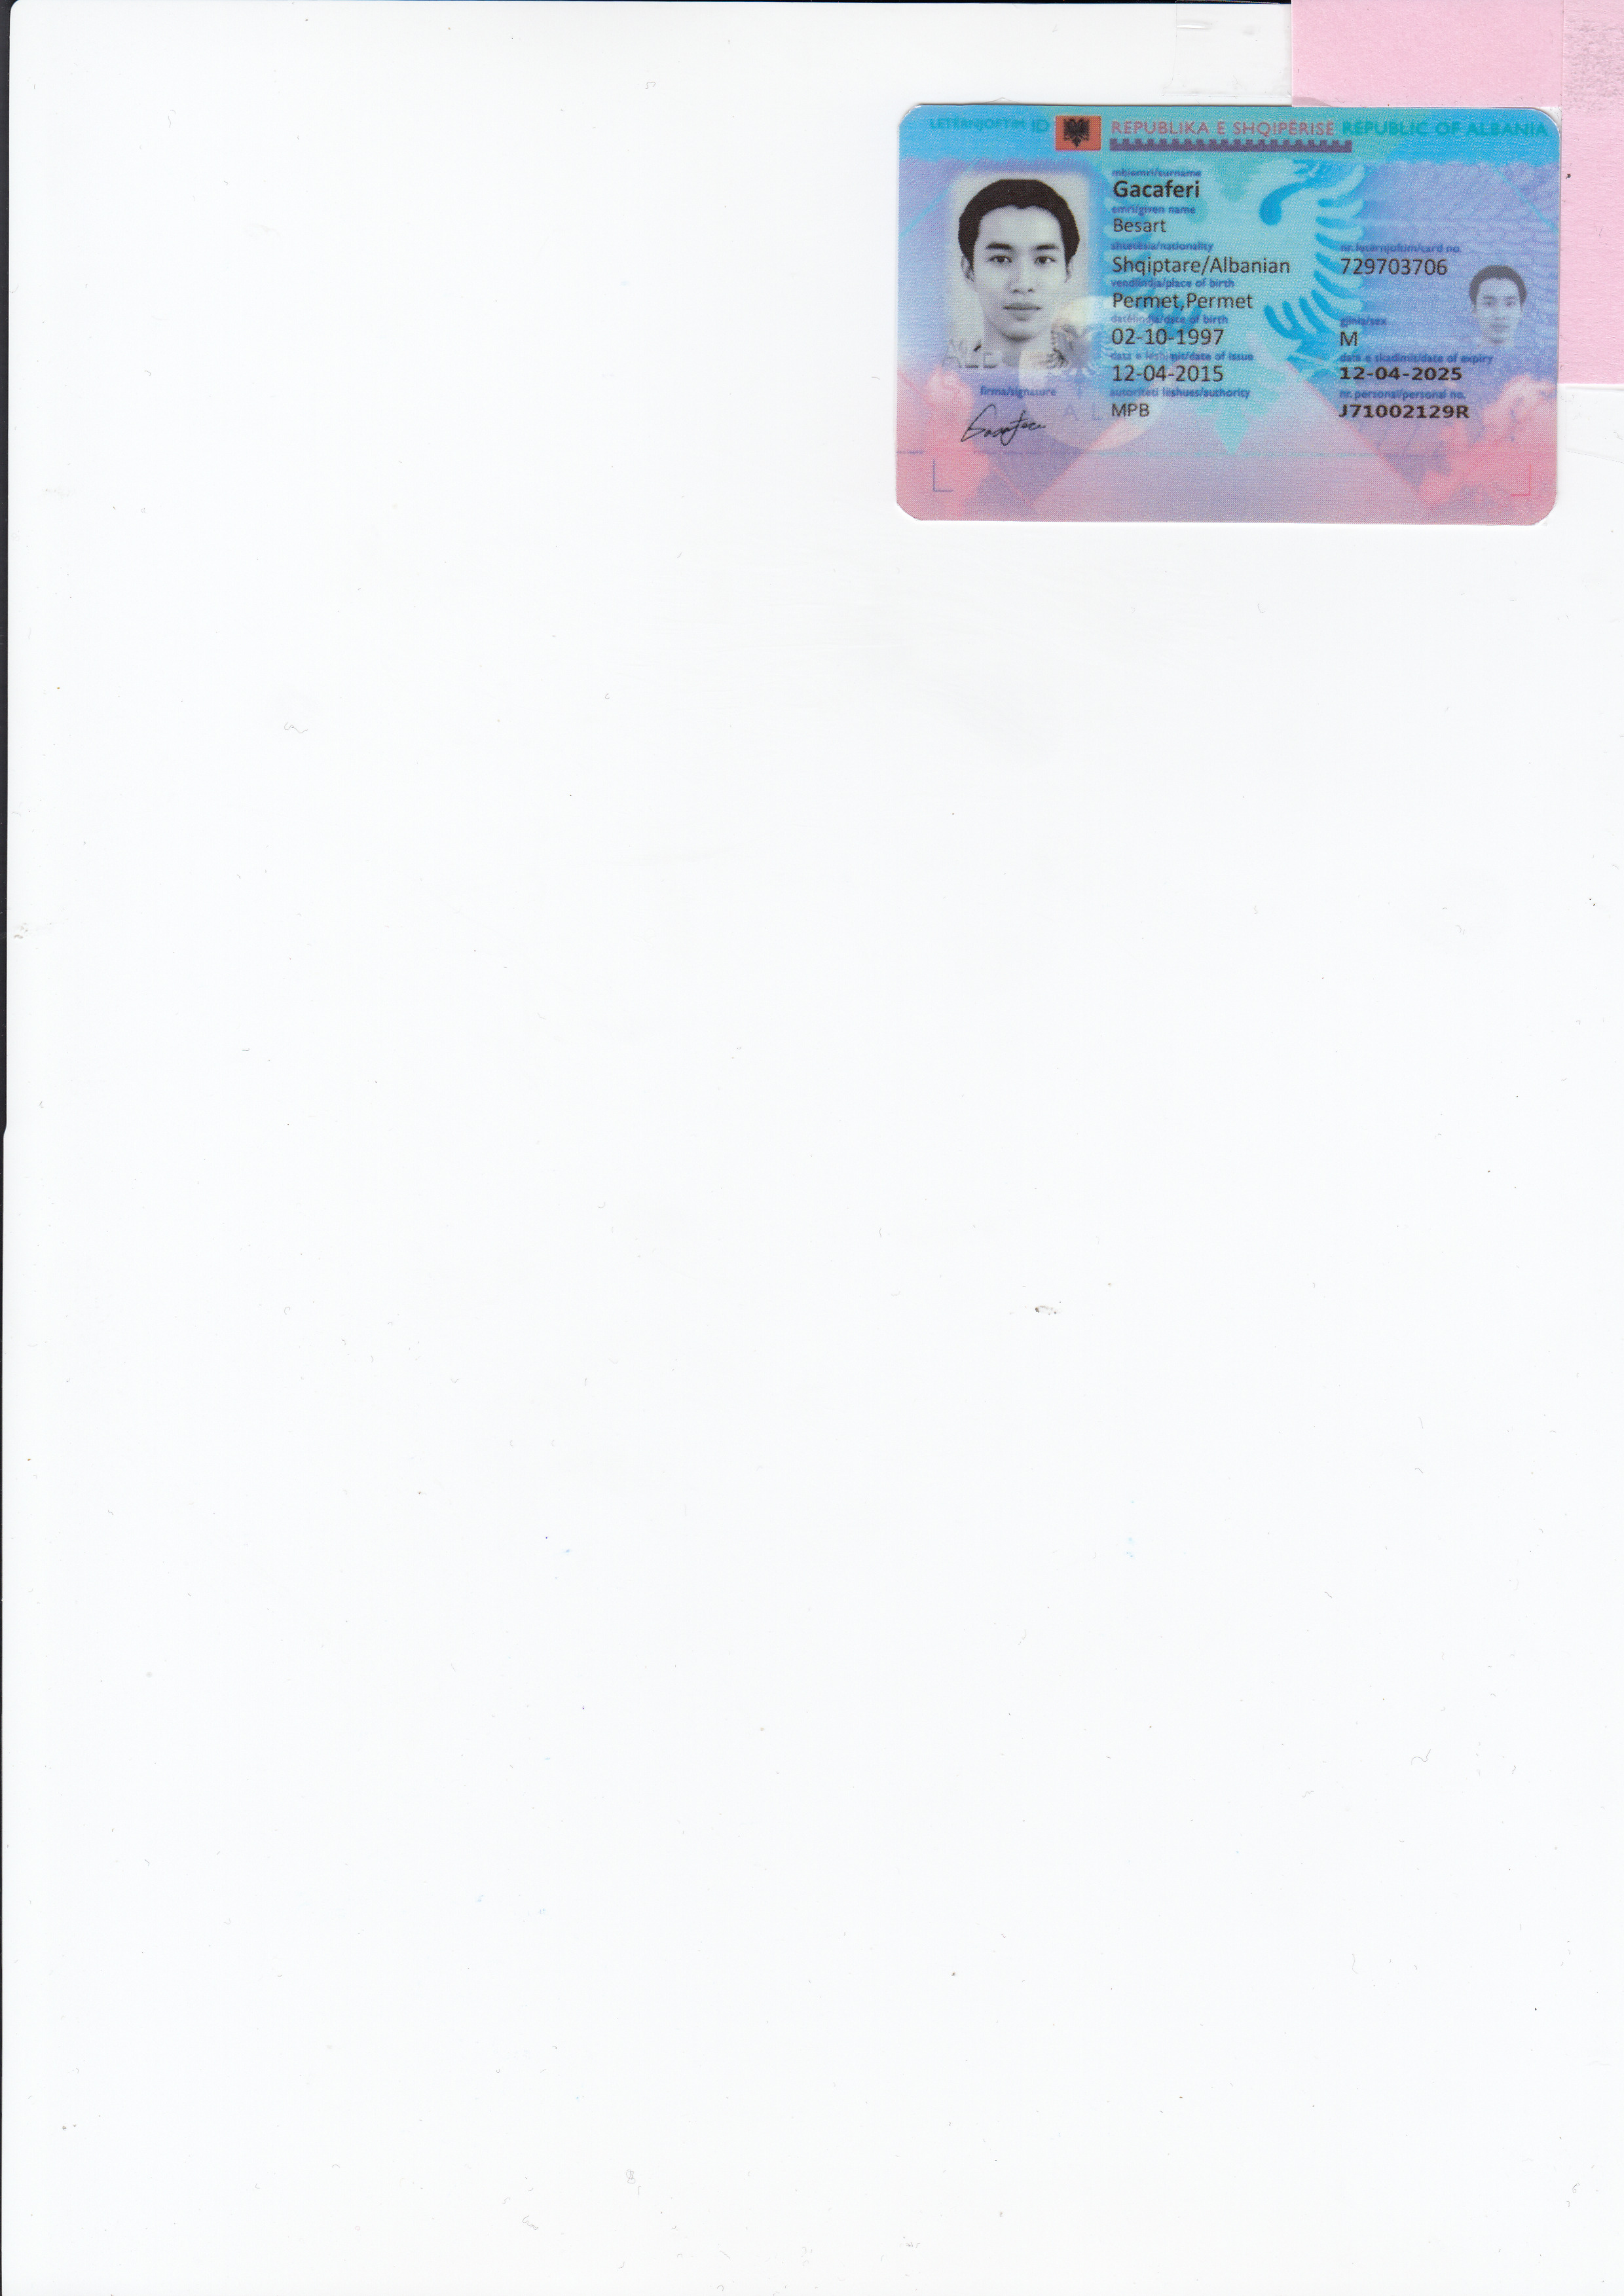 LETËRNJOFTIM ID REPUBLIKA E SHQIPËRISË REPUBLIC OF ALBANIA
mbiemri/surname
Gacaferi
emri/given name
Besart
shtetësia/nationality nr. letërnjoftim/card no.
Shqiptare/Albanian 729703706
vendlindja/place of birth
Permet,Permet
datëlindja/date of birth gjinia/sex
02-10-1997 M
data e lëshimit/date of issue data e skadimit/date of expiry
12-04-2015 12-04-2025
firma/signature autoriteti lëshues/authority nr. personal/personal no.
MPB J71002129R